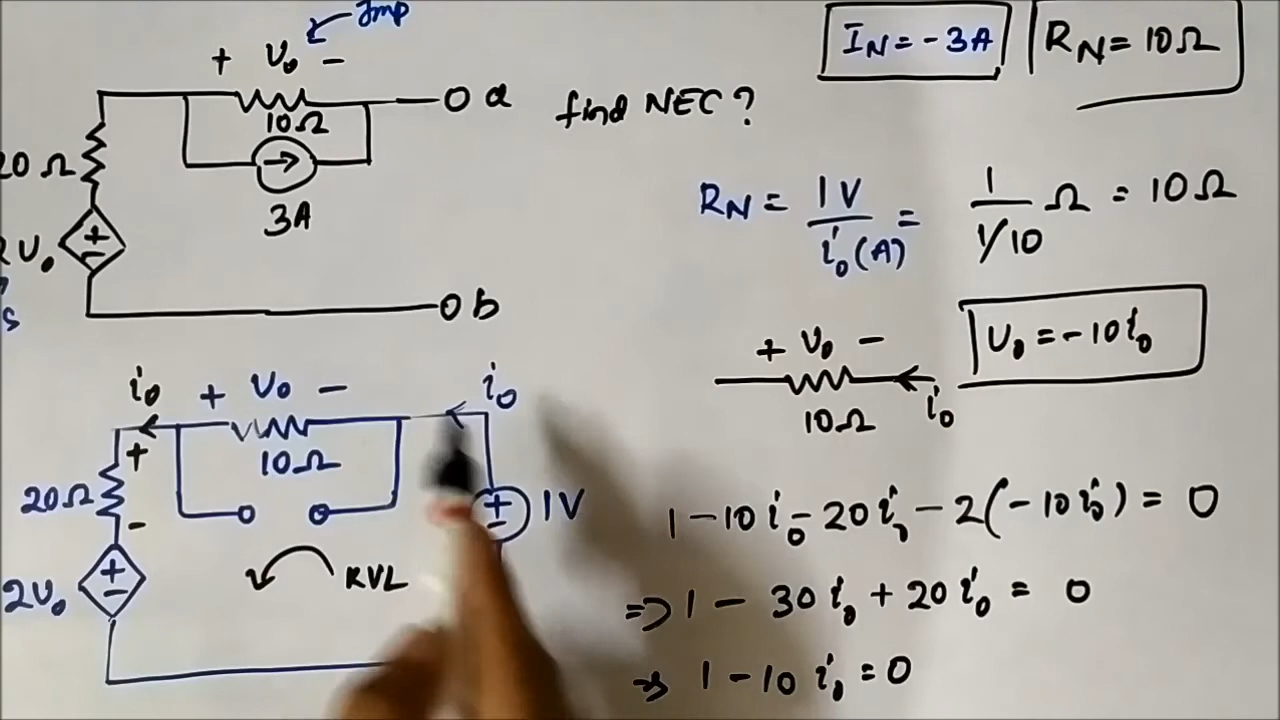 Imp
+ V₀ −
10Ω
3A
20Ω
+
−
2V₀
s
a
b
find NEC?
I_N = -3A
R_N = 10Ω
R_N = 1V / i₀(A) = 1 / 1/10 Ω = 10Ω
+ V₀ −
10Ω
i₀
V₀ = -10i₀
i₀
+ V₀ −
i₀
10Ω
+
20Ω
−
+
−
2V₀
+
−
1V
KVL
1 - 10i₀ - 20i₀ - 2(-10i₀) = 0
⇒ 1 - 30i₀ + 20i₀ = 0
⇒ 1 - 10i₀ = 0